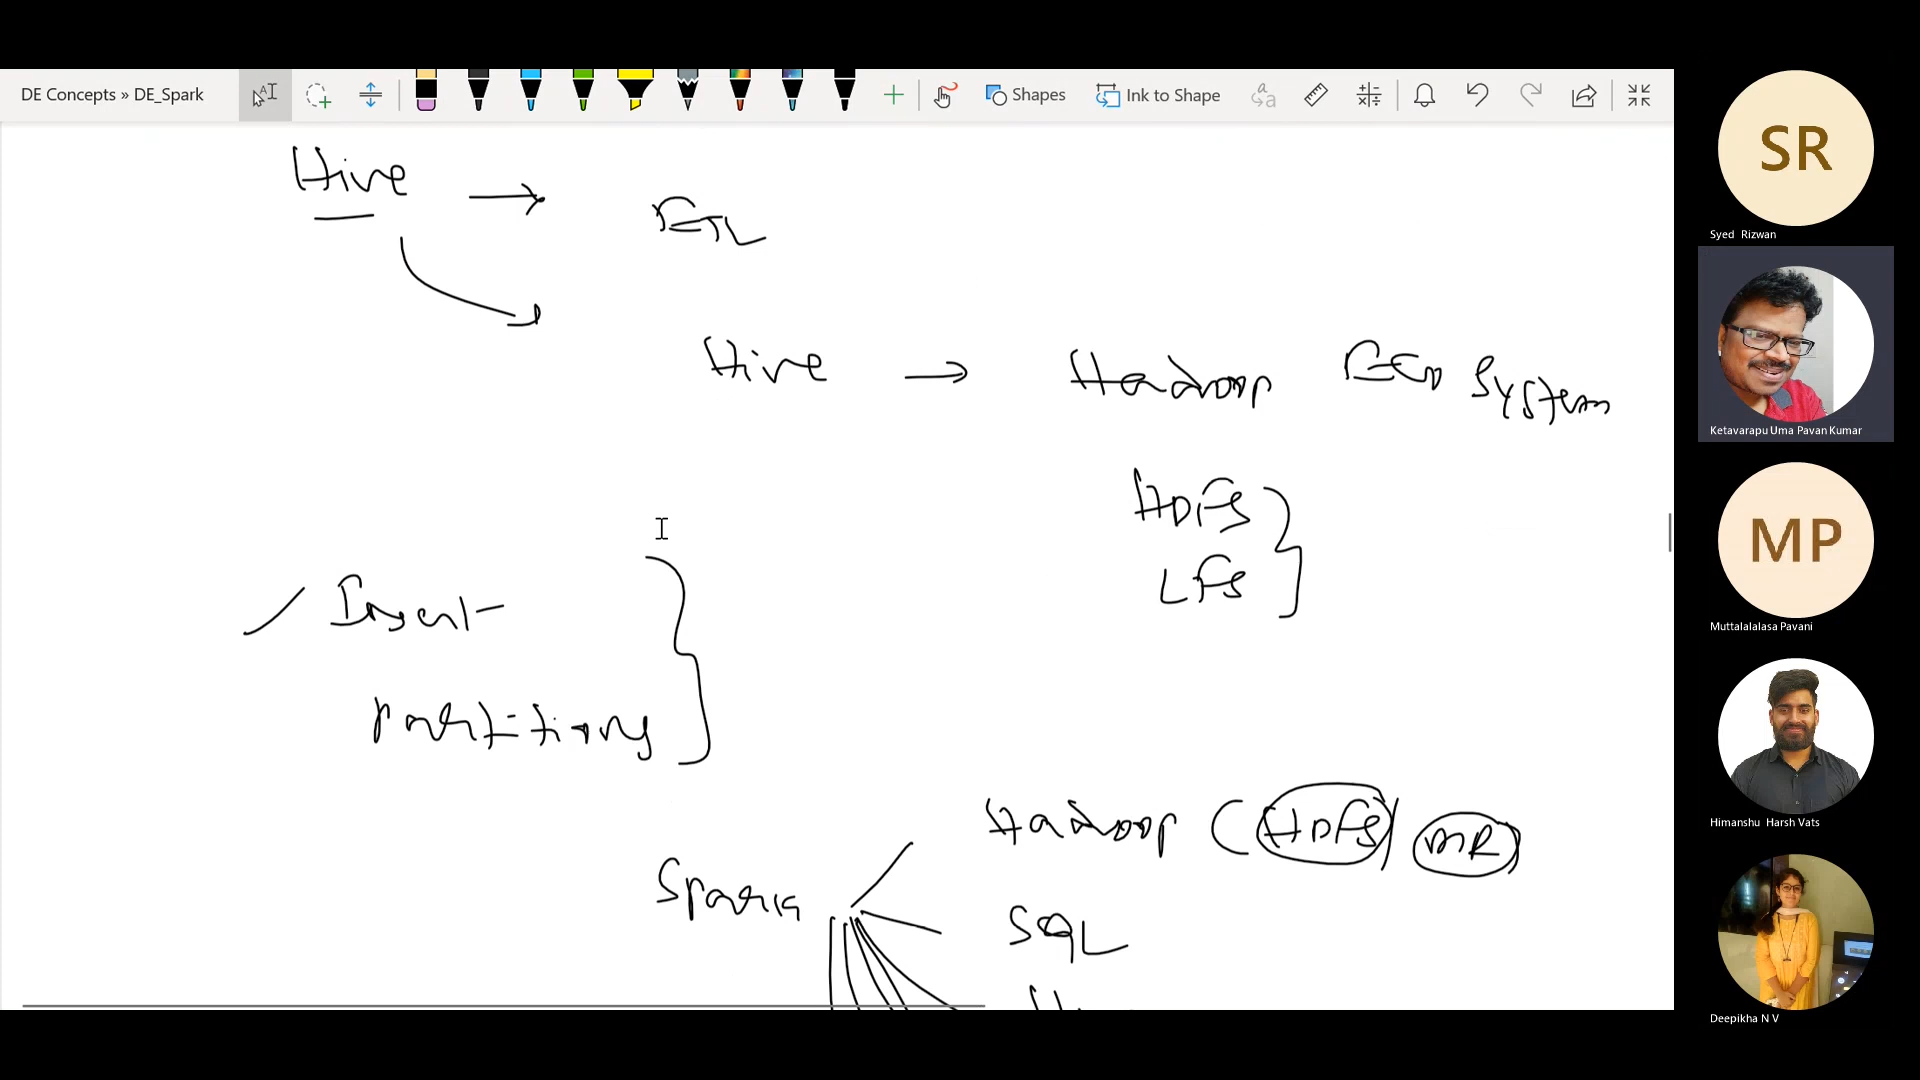 DE Concepts » DE_Spark
Shapes
Ink to Shape
Hive → ETL
Hive → Hadoop Eco System
HDFS
LFS
Insert
Partitions
Hadoop (HDFS) MR
Spark
SQL
SR
Syed Rizwan
Ketavarapu Uma Pavan Kumar
MP
Muttalalalasa Pavani
Himanshu Harsh Vats
Deepikha N V